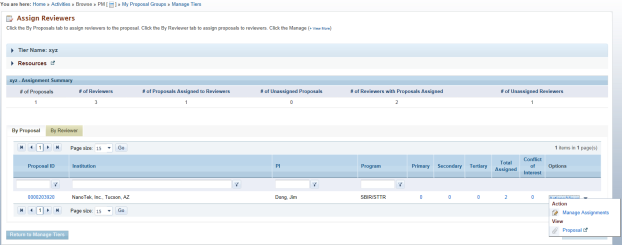 You are here: Home » Activities » Browse » PM [ ] » My Proposal Groups » Manage Tiers
Assign Reviewers
Click the By Proposals tab to assign reviewers to the proposal. Click the By Reviewer tab to assign proposals to reviewers. Click the Manage (+ View More)
Tier Name: xyz
Resources
xyz - Assignment Summary
# of Proposals # of Reviewers # of Proposals Assigned to Reviewers # of Unassigned Proposals # of Reviewers with Proposals Assigned # of Unassigned Reviewers
1 3 1 0 2 1
By Proposal By Reviewer
1 Page size: 15 Go 1 items in 1 page(s)
Proposal ID Institution PI Program Primary Secondary Tertiary Total Assigned Conflict of Interest Options
0000203920 NanoTek, Inc., Tucson, AZ Dang, Jim SBIR/STTR 0 0 0 2 0
1 Page size: 15 Go
Action
Manage Assignments
View
Proposal
Return to Manage Tiers